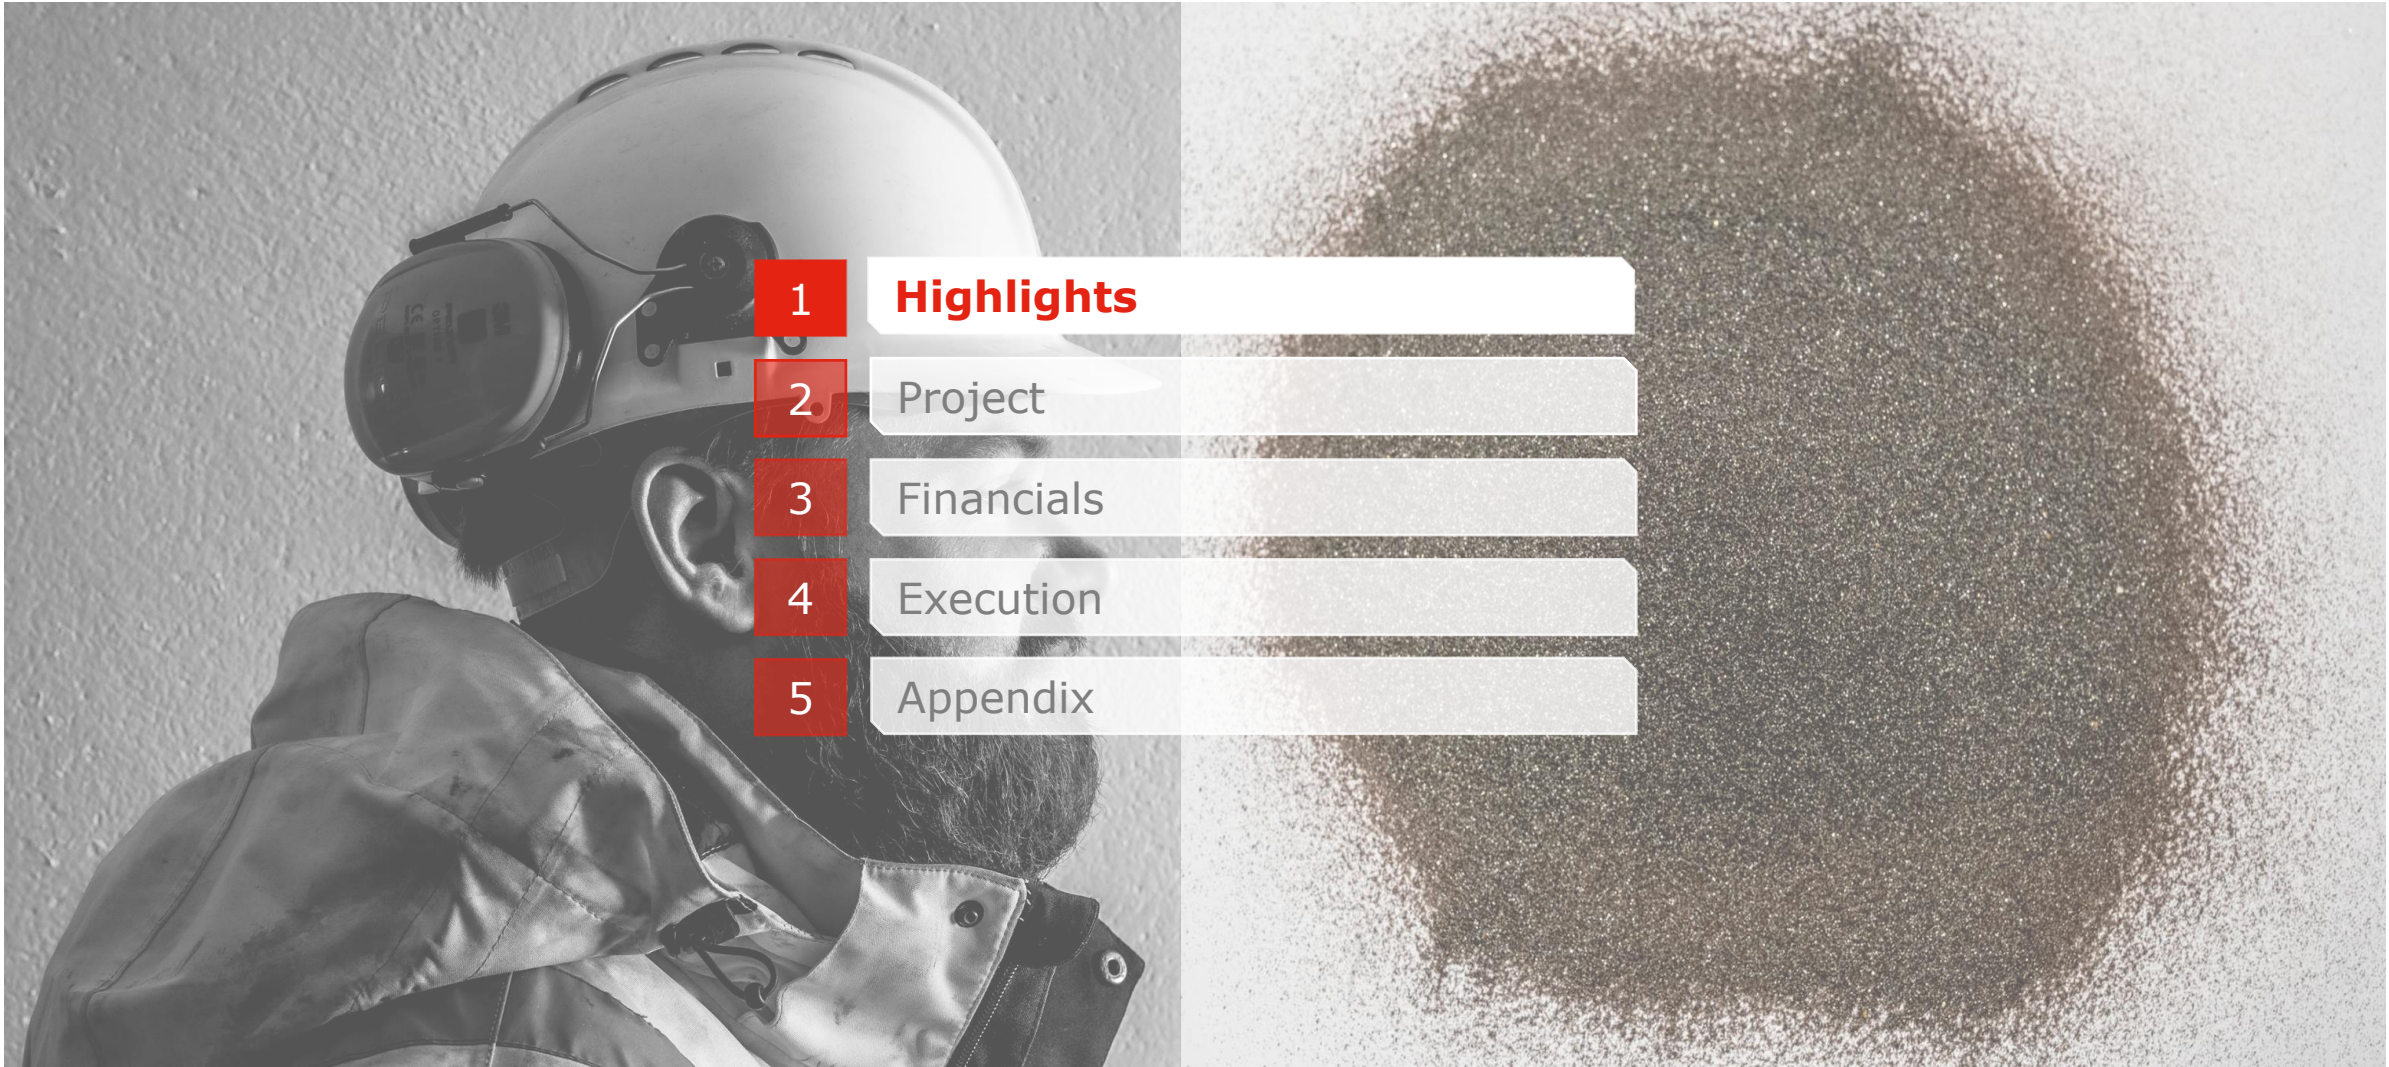 1 Highlights
2 Project
3 Financials
4 Execution
5 Appendix